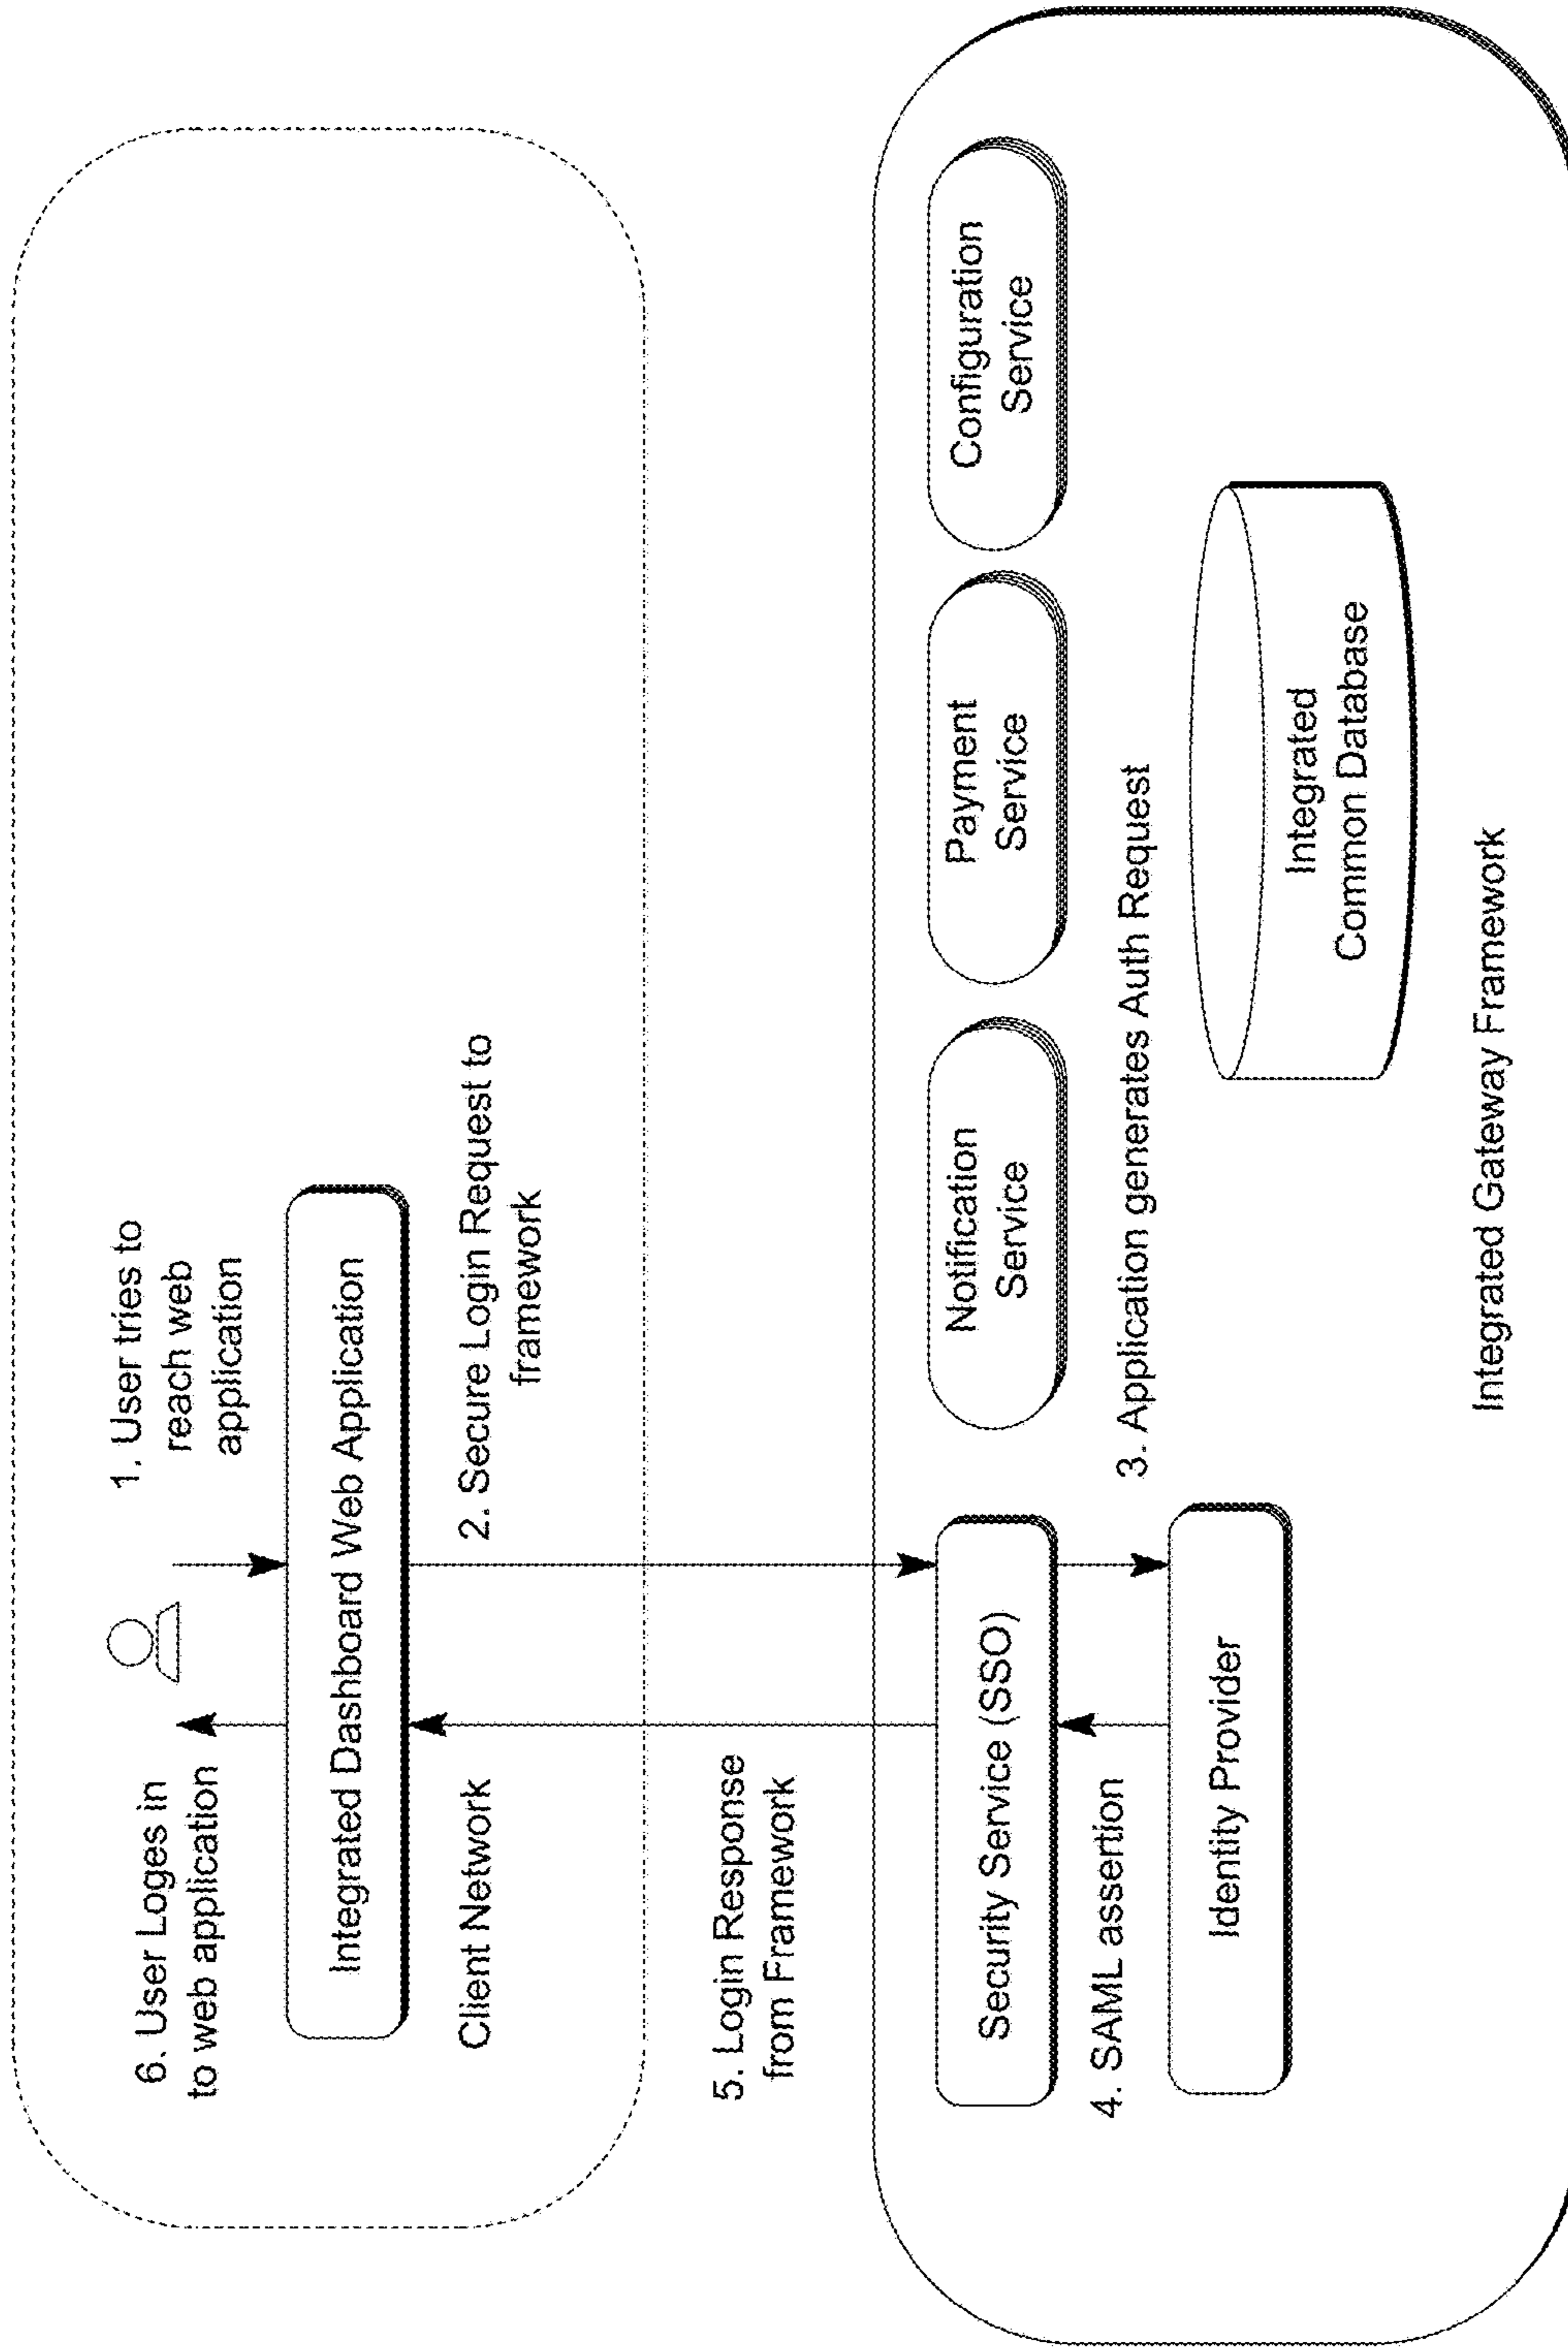 6. User Loges in
to web application
1. User tries to
reach web
application
Integrated Dashboard Web Application
Client Network
2. Secure Login Request to
framework
5. Login Response
from Framework
Security Service (SSO)
Notification
Service
Payment
Service
Configuration
Service
4. SAML assertion
3. Application generates Auth Request
Identity Provider
Integrated
Common Database
Integrated Gateway Framework